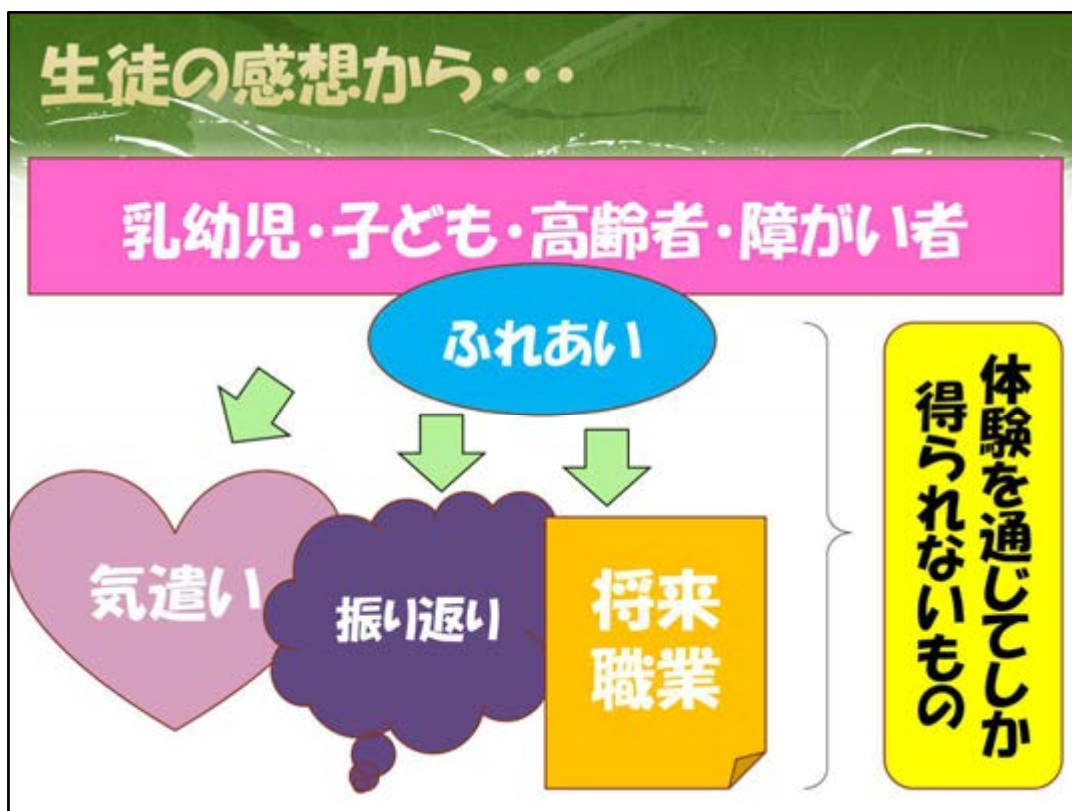 生徒の感想から・・・
乳幼児・子ども・高齢者・障がい者
ふれあい
気遣い
振り返り
将来
職業
体験を通じてしか
得られないもの